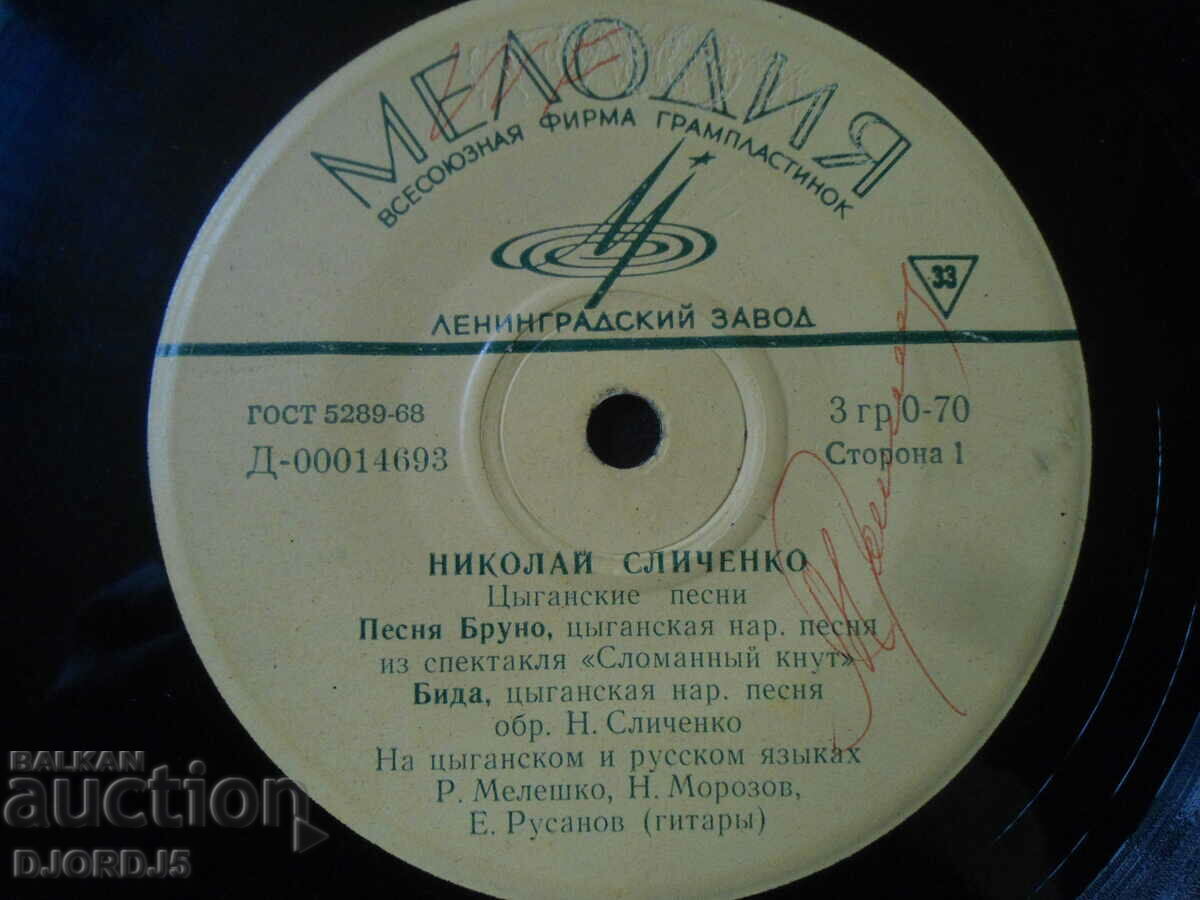 МЕЛОДИЯ
ВСЕСОЮЗНАЯ ФИРМА ГРАМПЛАСТИНОК
33
ЛЕНИНГРАДСКИЙ ЗАВОД
ГОСТ 5289-68
3 гр 0-70
Д-00014693
Сторона 1
НИКОЛАЙ СЛИЧЕНКО
Цыганские песни
Песня Бруно, цыганская нар. песня
из спектакля «Сломанный кнут»
Бида, цыганская нар. песня
обр. Н. Сличенко
На цыганском и русском языках
Р. Мелешко, Н. Морозов,
Е. Русанов (гитары)
BALKAN
auction
DJORDJ5